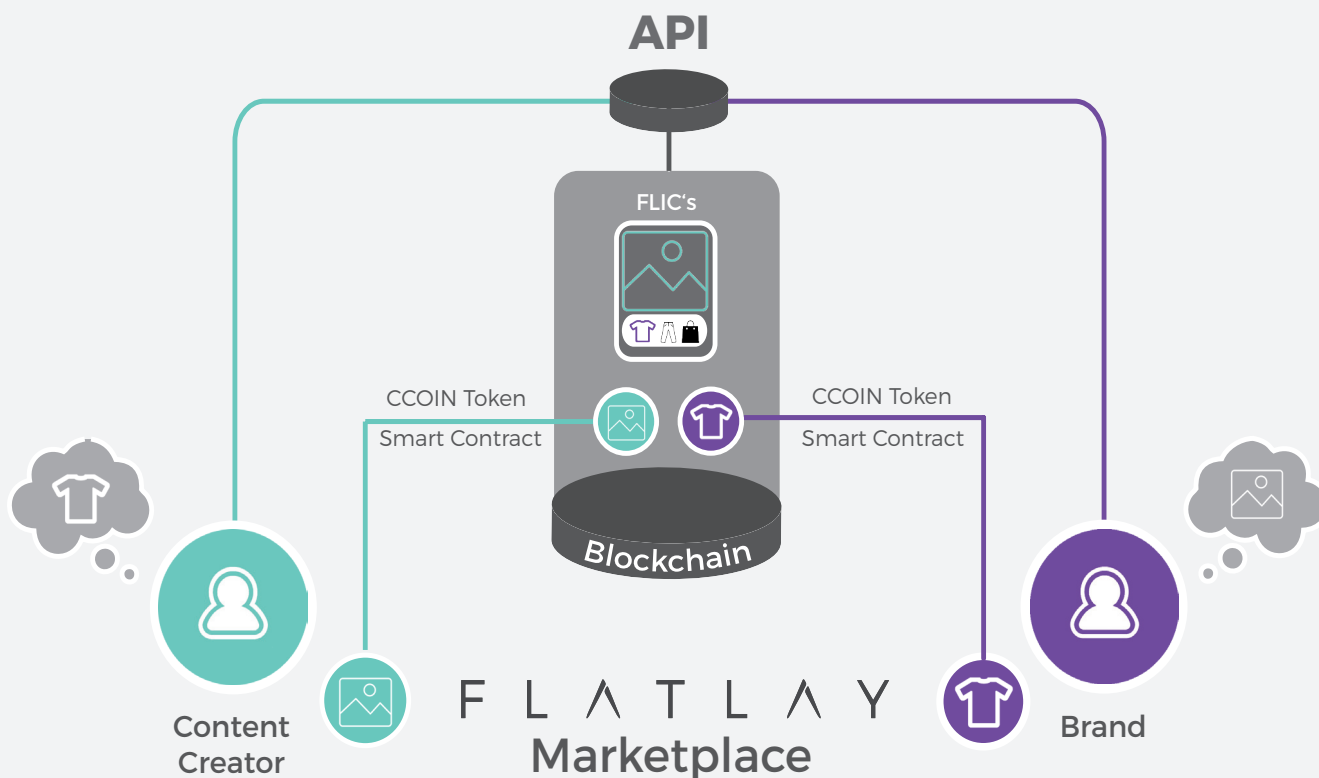 API
FLIC's
CCOIN Token
Smart Contract
CCOIN Token
Smart Contract
Blockchain
FLATLAY
Marketplace
Content
Creator
Brand